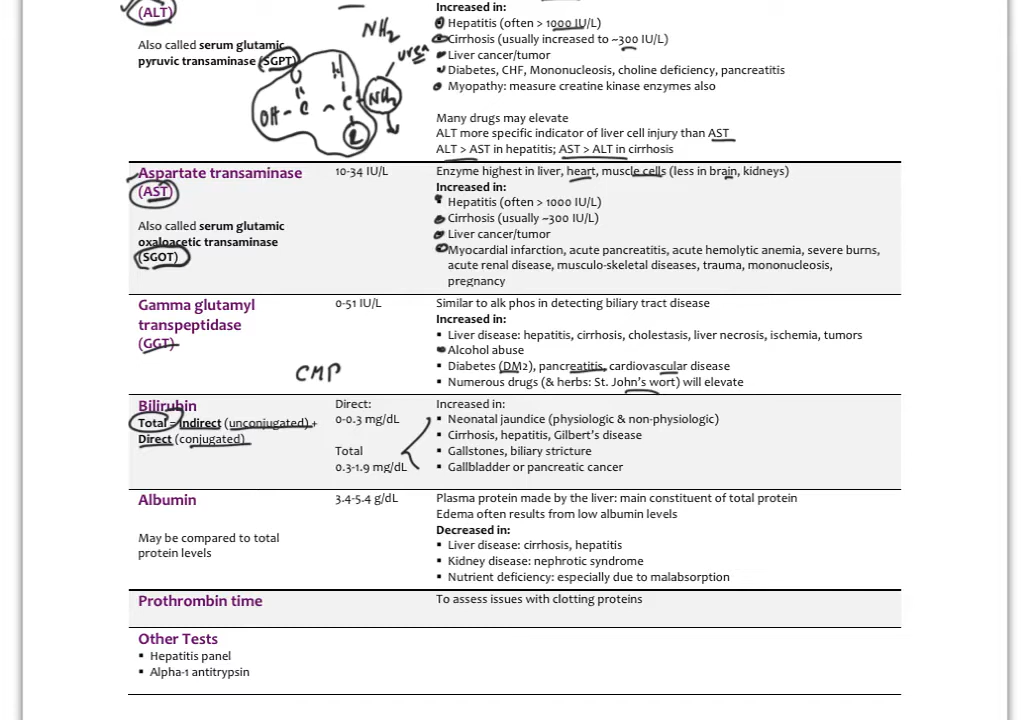 Increased in:
(ALT)
▪ Hepatitis (often > 1000 IU/L)
NH2
▪ Cirrhosis (usually increased to ~300 IU/L)
Also called serum glutamic
urea
▪ Liver cancer/tumor
pyruvic transaminase (SGPT)
▪ Diabetes, CHF, Mononucleosis, choline deficiency, pancreatitis
H
▪ Myopathy: measure creatine kinase enzymes also
O
OH - C - C - NH2
R
Many drugs may elevate
ALT more specific indicator of liver cell injury than AST
ALT > AST in hepatitis; AST > ALT in cirrhosis
Aspartate transaminase
10-34 IU/L
Enzyme highest in liver, heart, muscle cells (less in brain, kidneys)
(AST)
Increased in:
▪ Hepatitis (often > 1000 IU/L)
▪ Cirrhosis (usually ~300 IU/L)
Also called serum glutamic
▪ Liver cancer/tumor
oxaloacetic transaminase
▪ Myocardial infarction, acute pancreatitis, acute hemolytic anemia, severe burns,
(SGOT)
acute renal disease, musculo-skeletal diseases, trauma, mononucleosis,
pregnancy
Gamma glutamyl
0-51 IU/L
Similar to alk phos in detecting biliary tract disease
transpeptidase
Increased in:
(GGT)
▪ Liver disease: hepatitis, cirrhosis, cholestasis, liver necrosis, ischemia, tumors
▪ Alcohol abuse
▪ Diabetes (DM2), pancreatitis, cardiovascular disease
CMP
▪ Numerous drugs (& herbs: St. John's wort) will elevate
Bilirubin
Direct:
Increased in:
Total = Indirect (unconjugated) +
0-0.3 mg/dL
▪ Neonatal jaundice (physiologic & non-physiologic)
Direct (conjugated)
▪ Cirrhosis, hepatitis, Gilbert's disease
Total
▪ Gallstones, biliary stricture
0.3-1.9 mg/dL
▪ Gallbladder or pancreatic cancer
Albumin
3.4-5.4 g/dL
Plasma protein made by the liver: main constituent of total protein
Edema often results from low albumin levels
May be compared to total
Decreased in:
protein levels
▪ Liver disease: cirrhosis, hepatitis
▪ Kidney disease: nephrotic syndrome
▪ Nutrient deficiency: especially due to malabsorption
Prothrombin time
To assess issues with clotting proteins
Other Tests
▪ Hepatitis panel
▪ Alpha-1 antitrypsin